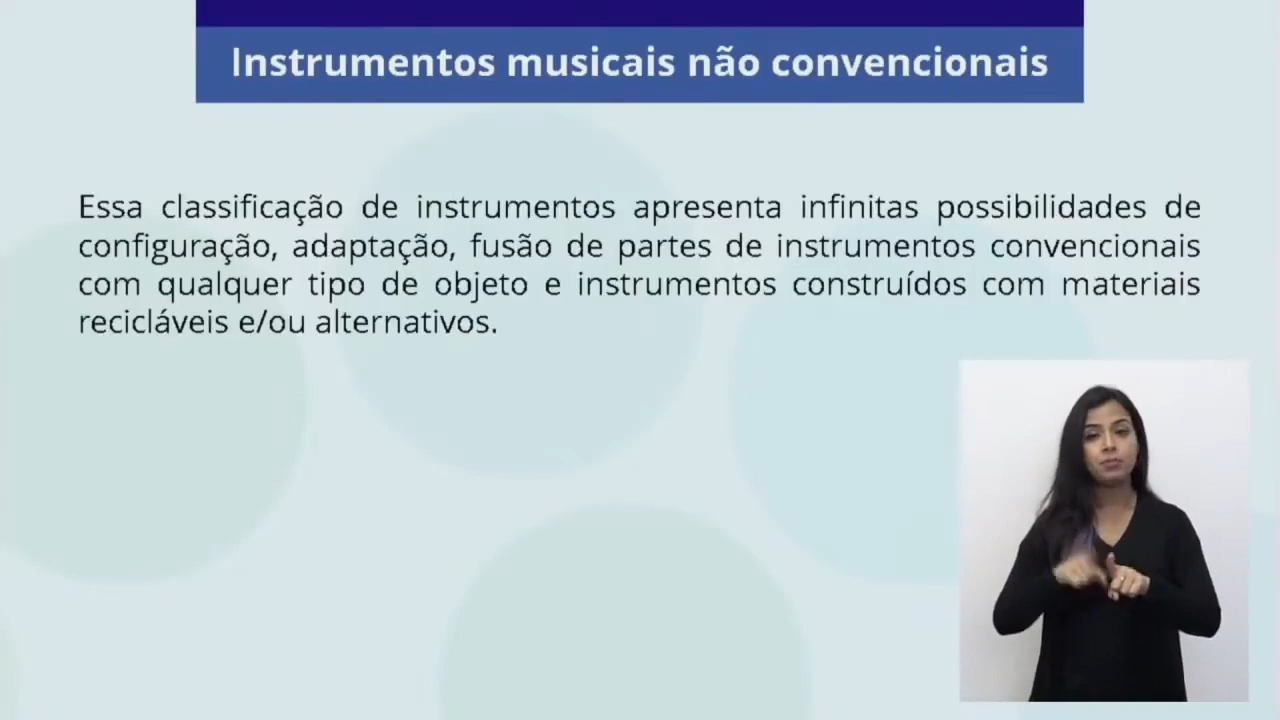 Instrumentos musicais não convencionais
Essa classificação de instrumentos apresenta infinitas possibilidades de
configuração, adaptação, fusão de partes de instrumentos convencionais
com qualquer tipo de objeto e instrumentos construídos com materiais
recicláveis e/ou alternativos.